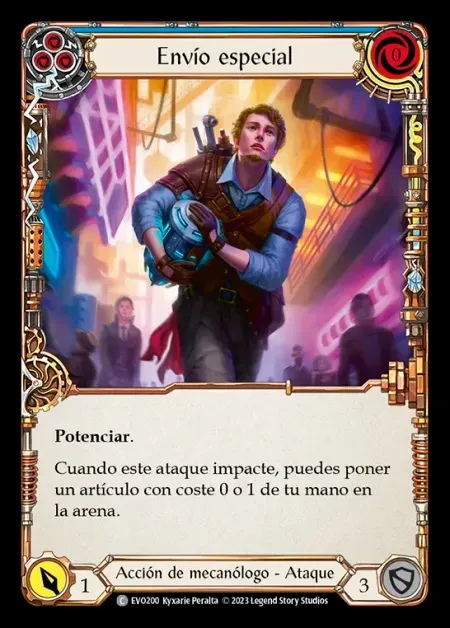 Envío especial
0
Potenciar.
Cuando este ataque impacte, puedes poner
un artículo con coste 0 o 1 de tu mano en
la arena.
1
Acción de mecanólogo - Ataque
3
C EVO200 Kyxarie Peralta © 2023 Legend Story Studios